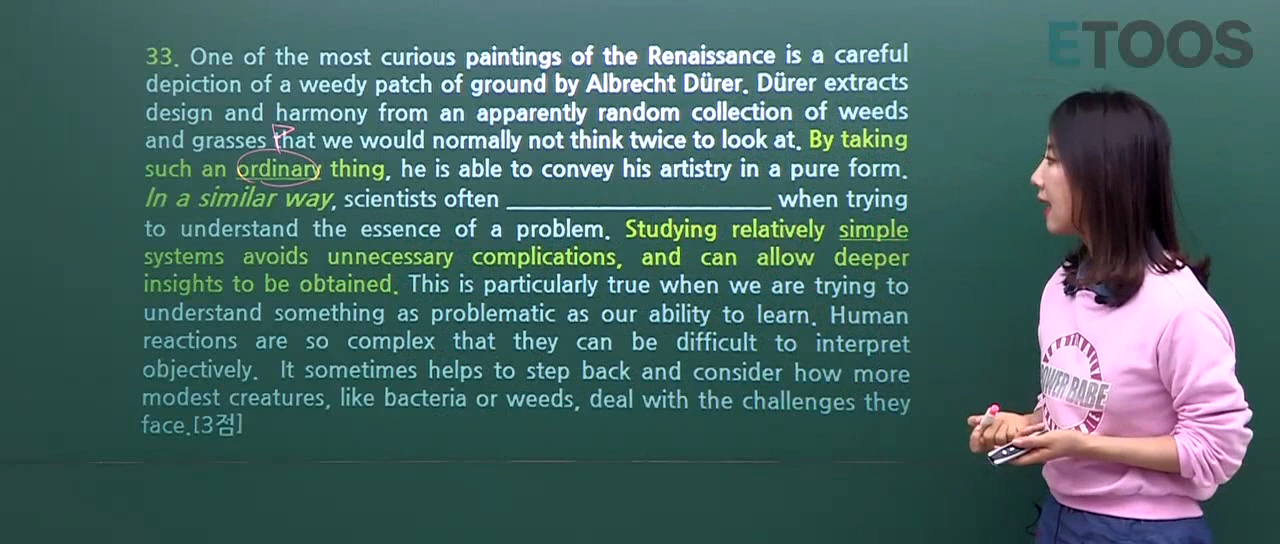 ETOOS
33. One of the most curious paintings of the Renaissance is a careful
depiction of a weedy patch of ground by Albrecht Dürer. Dürer extracts
design and harmony from an apparently random collection of weeds
and grasses that we would normally not think twice to look at. By taking
such an ordinary thing, he is able to convey his artistry in a pure form.
In a similar way, scientists often ____________________ when trying
to understand the essence of a problem. Studying relatively simple
systems avoids unnecessary complications, and can allow deeper
insights to be obtained. This is particularly true when we are trying to
understand something as problematic as our ability to learn. Human
reactions are so complex that they can be difficult to interpret
objectively. It sometimes helps to step back and consider how more
modest creatures, like bacteria or weeds, deal with the challenges they
face.[3점]
BABE